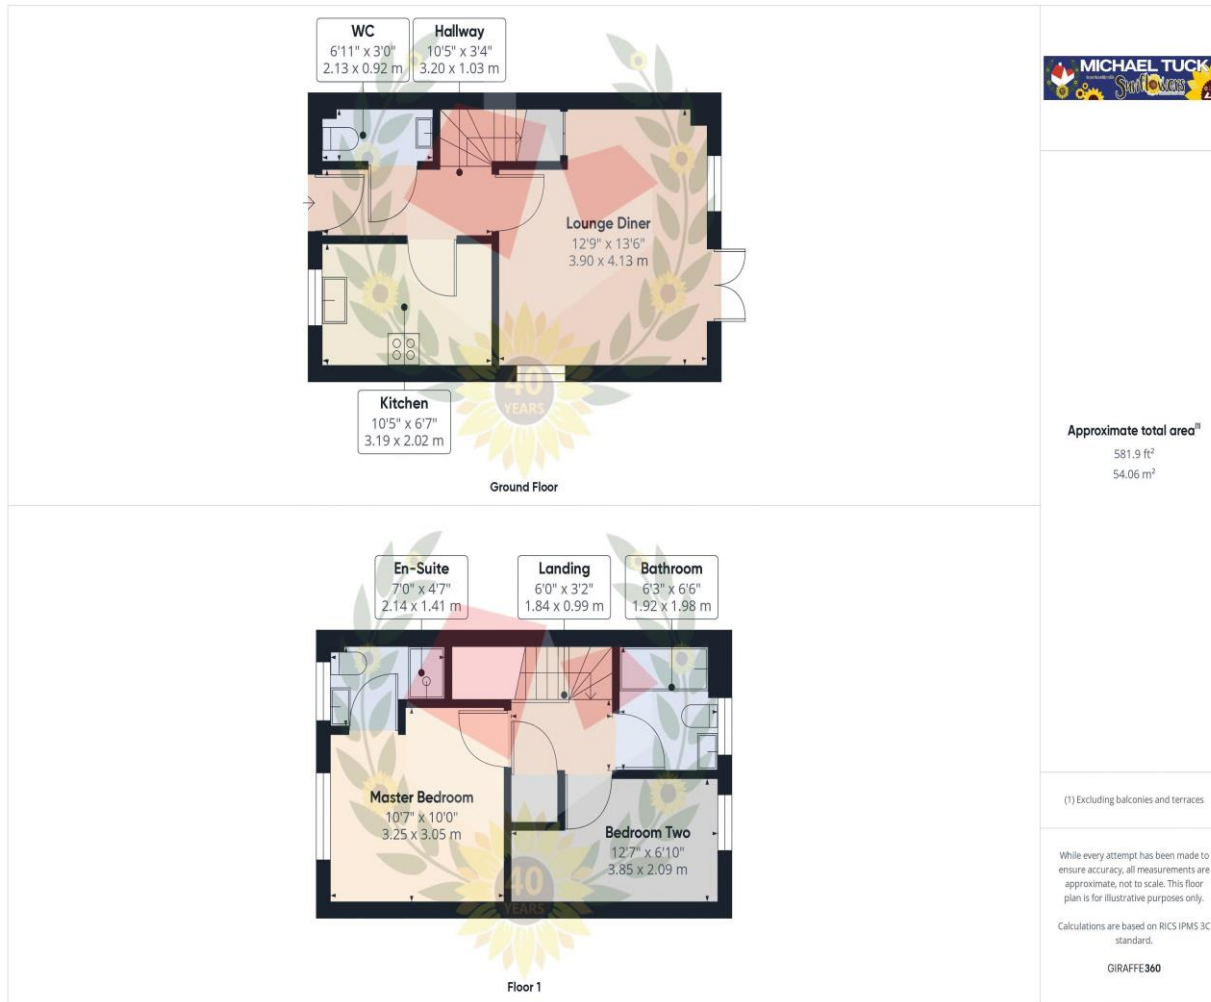 WC
6'11" x 3'0"
2.13 x 0.92 m
Hallway
10'5" x 3'4"
3.20 x 1.03 m
Lounge Diner
12'9" x 13'6"
3.90 x 4.13 m
Kitchen
10'5" x 6'7"
3.19 x 2.02 m
40
YEARS
Ground Floor
En-Suite
7'0" x 4'7"
2.14 x 1.41 m
Landing
6'0" x 3'2"
1.84 x 0.99 m
Bathroom
6'3" x 6'6"
1.92 x 1.98 m
Master Bedroom
10'7" x 10'0"
3.25 x 3.05 m
Bedroom Two
12'7" x 6'10"
3.85 x 2.09 m
40
YEARS
Floor 1
MICHAEL TUCK
Sunflowers
Approximate total area(1)
581.9 ft²
54.06 m²
(1) Excluding balconies and terraces
While every attempt has been made to
ensure accuracy, all measurements are
approximate, not to scale. This floor
plan is for illustrative purposes only.
Calculations are based on RICS IPMS 3C
standard.
GIRAFFE360